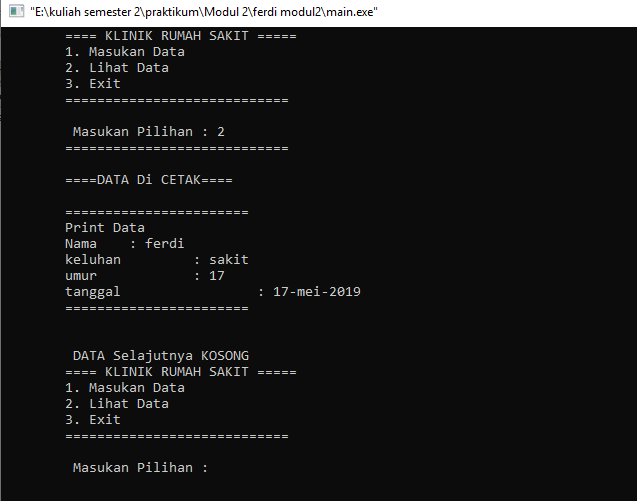 "E:\kuliah semester 2\praktikum\Modul 2\ferdi modul2\main.exe"
==== KLINIK RUMAH SAKIT =====
1. Masukan Data
2. Lihat Data
3. Exit
============================
Masukan Pilihan : 2
============================
====DATA Di CETAK====
=======================
Print Data
Nama    : ferdi
keluhan         : sakit
umur            : 17
tanggal                 : 17-mei-2019
=======================
DATA Selajutnya KOSONG
==== KLINIK RUMAH SAKIT =====
1. Masukan Data
2. Lihat Data
3. Exit
============================
Masukan Pilihan :